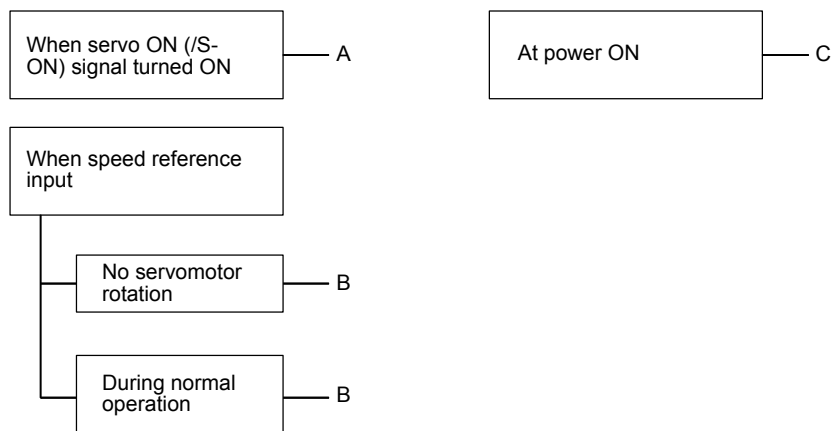 When servo ON (/S-
ON) signal turned ON
A
At power ON
C
When speed reference
input
No servomotor
rotation
B
During normal
operation
B